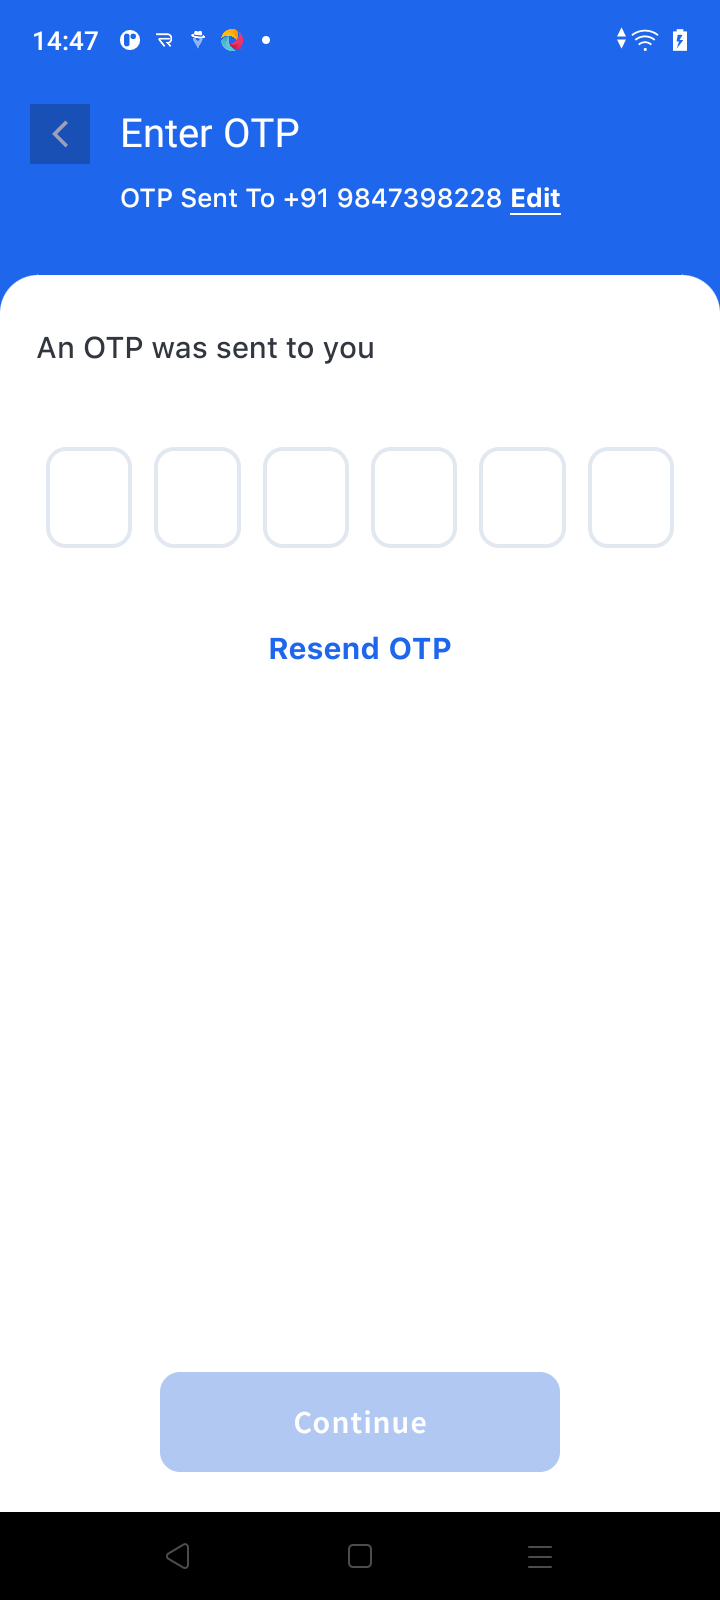 14:47
Enter OTP
OTP Sent To +91 9847398228 Edit
An OTP was sent to you
Resend OTP
Continue